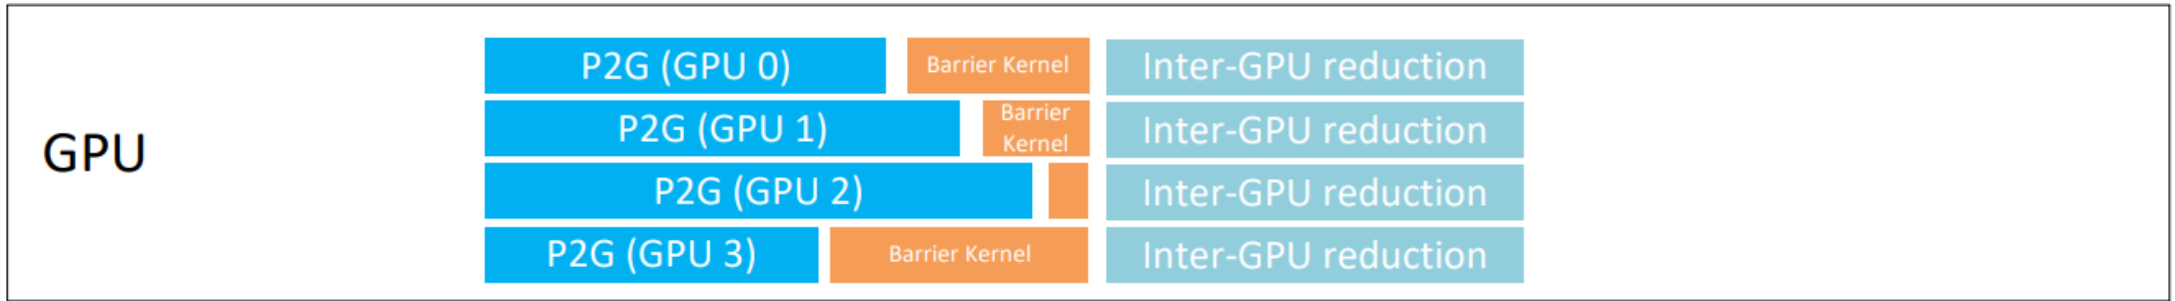 P2G (GPU 0)
Barrier Kernel
Inter-GPU reduction
P2G (GPU 1)
Barrier
Kernel
Inter-GPU reduction
GPU
P2G (GPU 2)
Inter-GPU reduction
P2G (GPU 3)
Barrier Kernel
Inter-GPU reduction